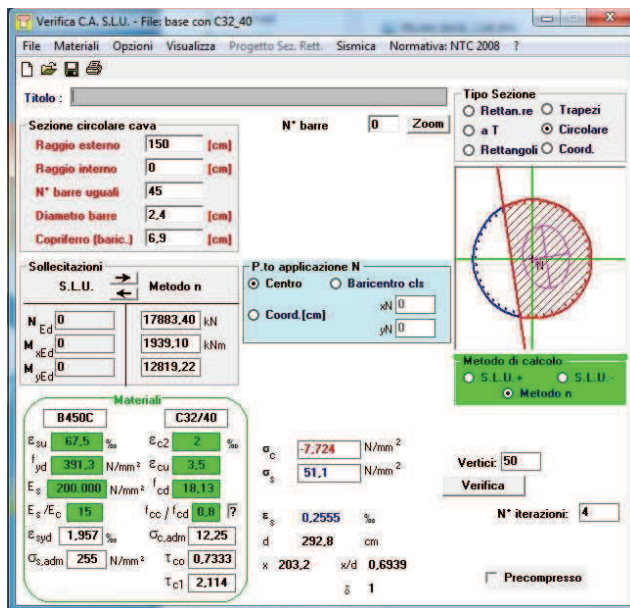 Verifica C.A. S.L.U. - File: base con C32_40
File Materiali Opzioni Visualizza Progetto Sez. Rett. Sismica Normativa: NTC 2008 ?
Titolo :
Tipo Sezione
Rettan.re Trapezi
a T Circolare
Rettangoli Coord.
Sezione circolare cava
Raggio esterno 150 [cm]
Raggio interno 0 [cm]
N° barre uguali 45
Diametro barre 2,4 [cm]
Copriferro (baric.) 6,9 [cm]
N° barre 0 Zoom
N
Sollecitazioni
S.L.U. Metodo n
N Ed 0 17883,40 kN
M xEd 0 1939,10 kNm
M yEd 0 12819,22
P.to applicazione N
Centro Baricentro cls
Coord.[cm]
xN 0
yN 0
Metodo di calcolo
S.L.U.+ S.L.U.-
Metodo n
Materiali
B450C C32/40
εsu 67,5 ‰ εc2 2 ‰
fyd 391,3 N/mm² εcu 3,5
Es 200.000 N/mm² fcd 18,13
Es/Ec 15 fcc/fcd 0,8 ?
εsyd 1,957 ‰ σc,adm 12,25
σs,adm 255 N/mm² τco 0,7333
τc1 2,114
σc -7,724 N/mm²
σs 51,1 N/mm²
εs 0,2555 ‰
d 292,8 cm
x 203,2 x/d 0,6939
δ 1
Vertici: 50
Verifica
N° iterazioni: 4
Precompresso